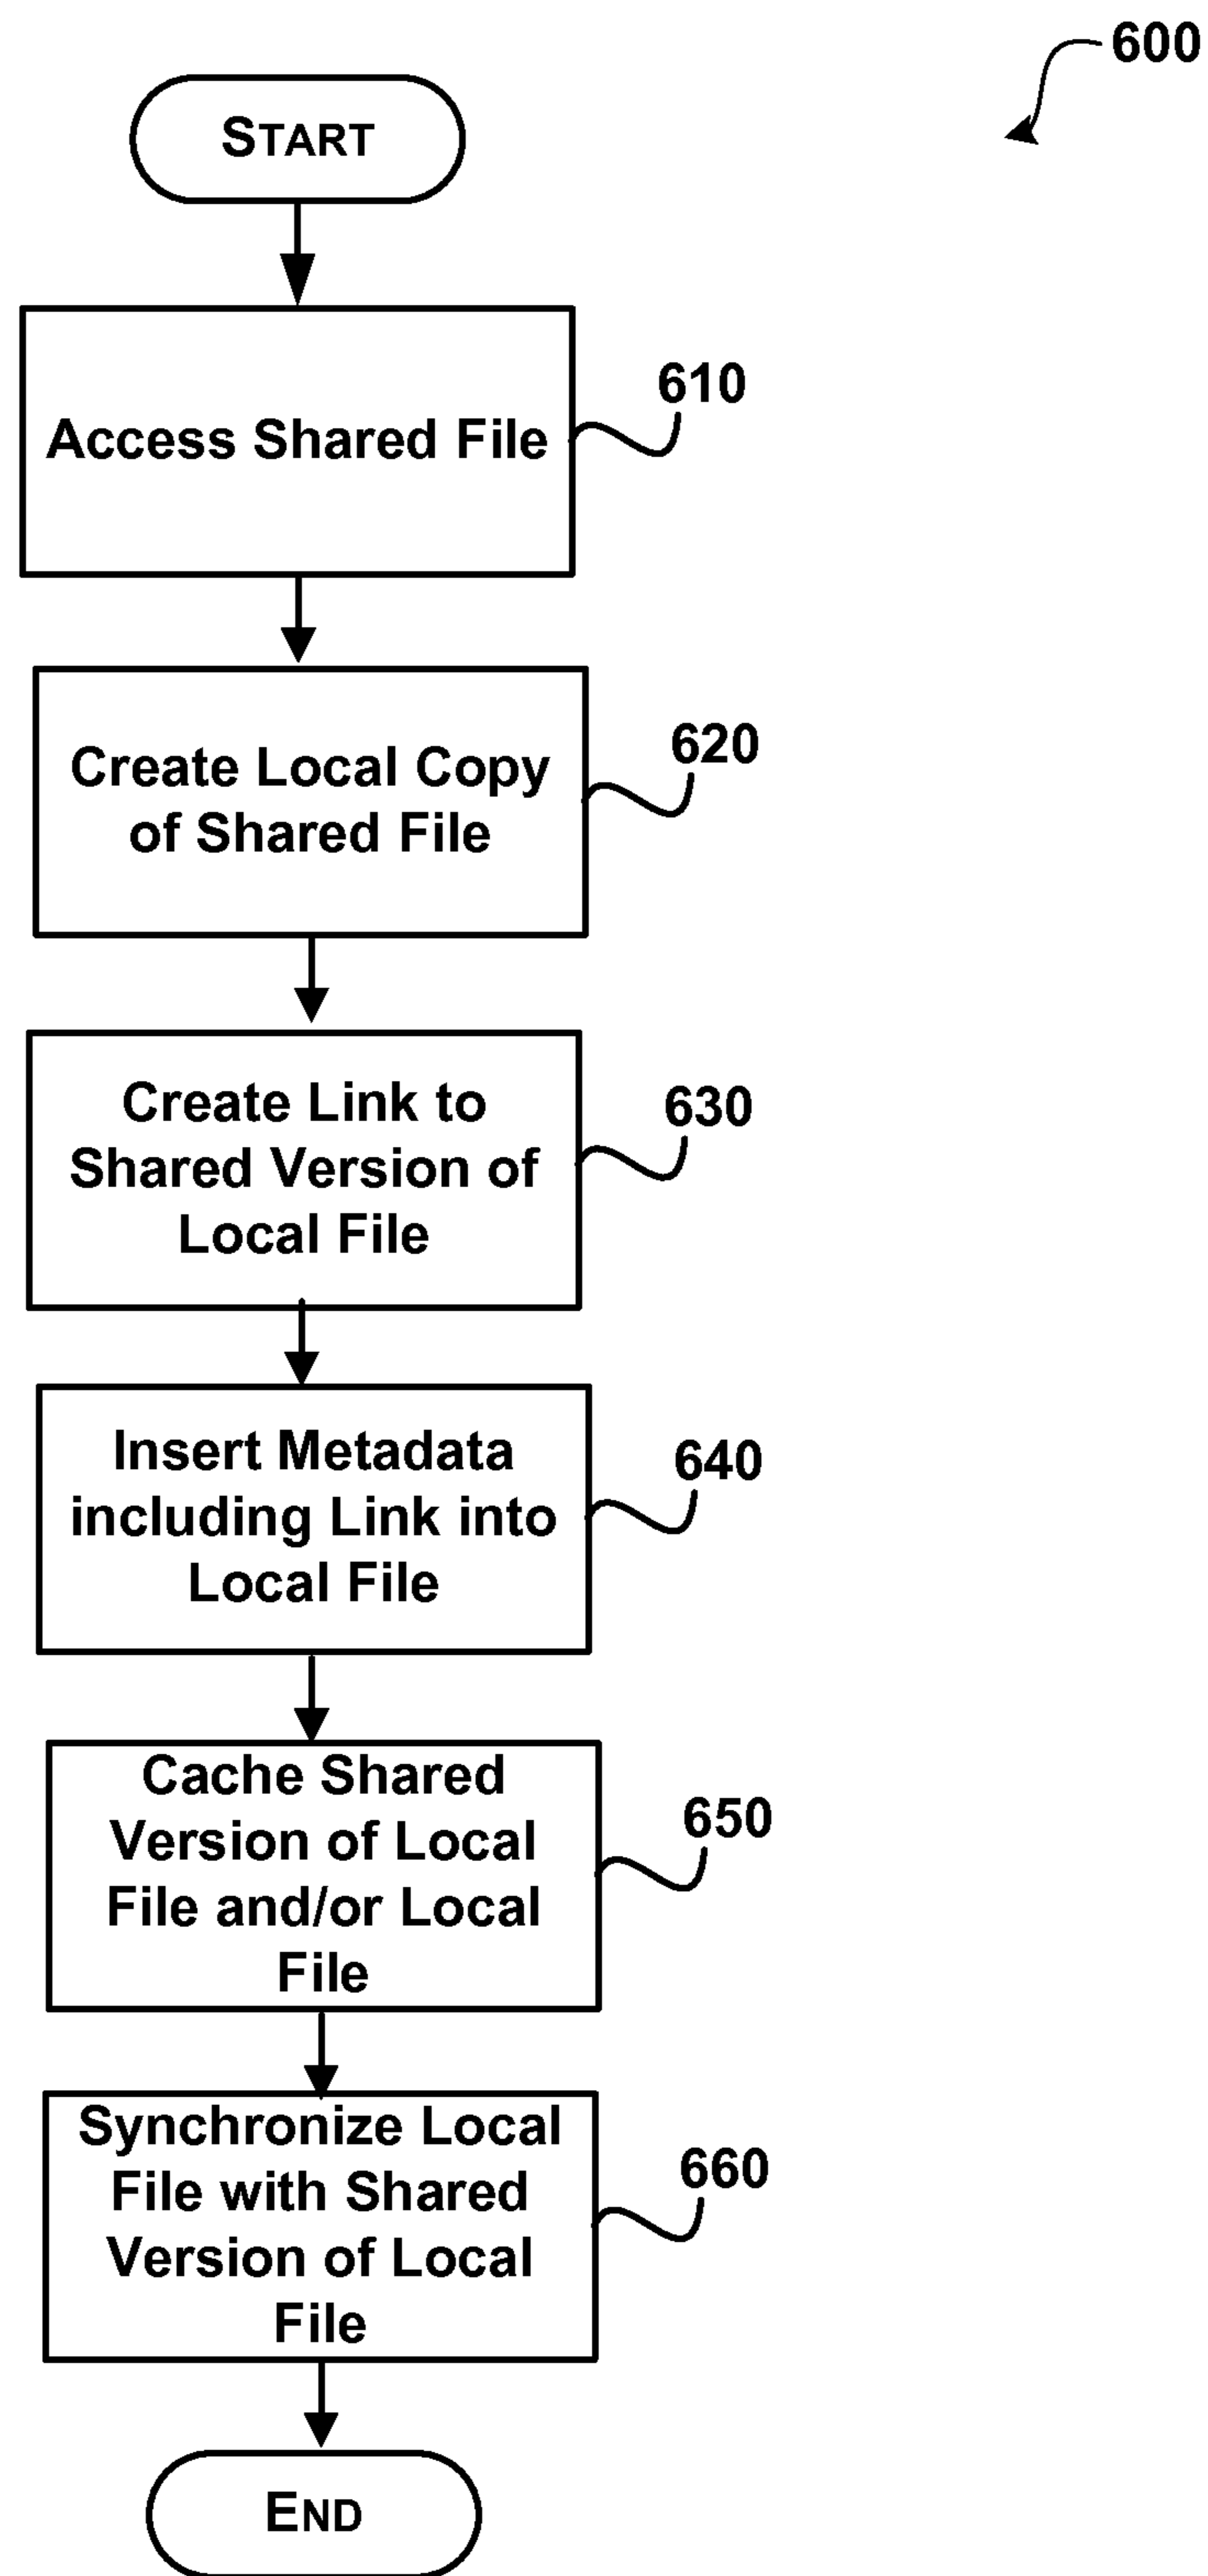 600
START
Access Shared File
610
Create Local Copy
of Shared File
620
Create Link to
Shared Version of
Local File
630
Insert Metadata
including Link into
Local File
640
Cache Shared
Version of Local
File and/or Local
File
650
Synchronize Local
File with Shared
Version of Local
File
660
END